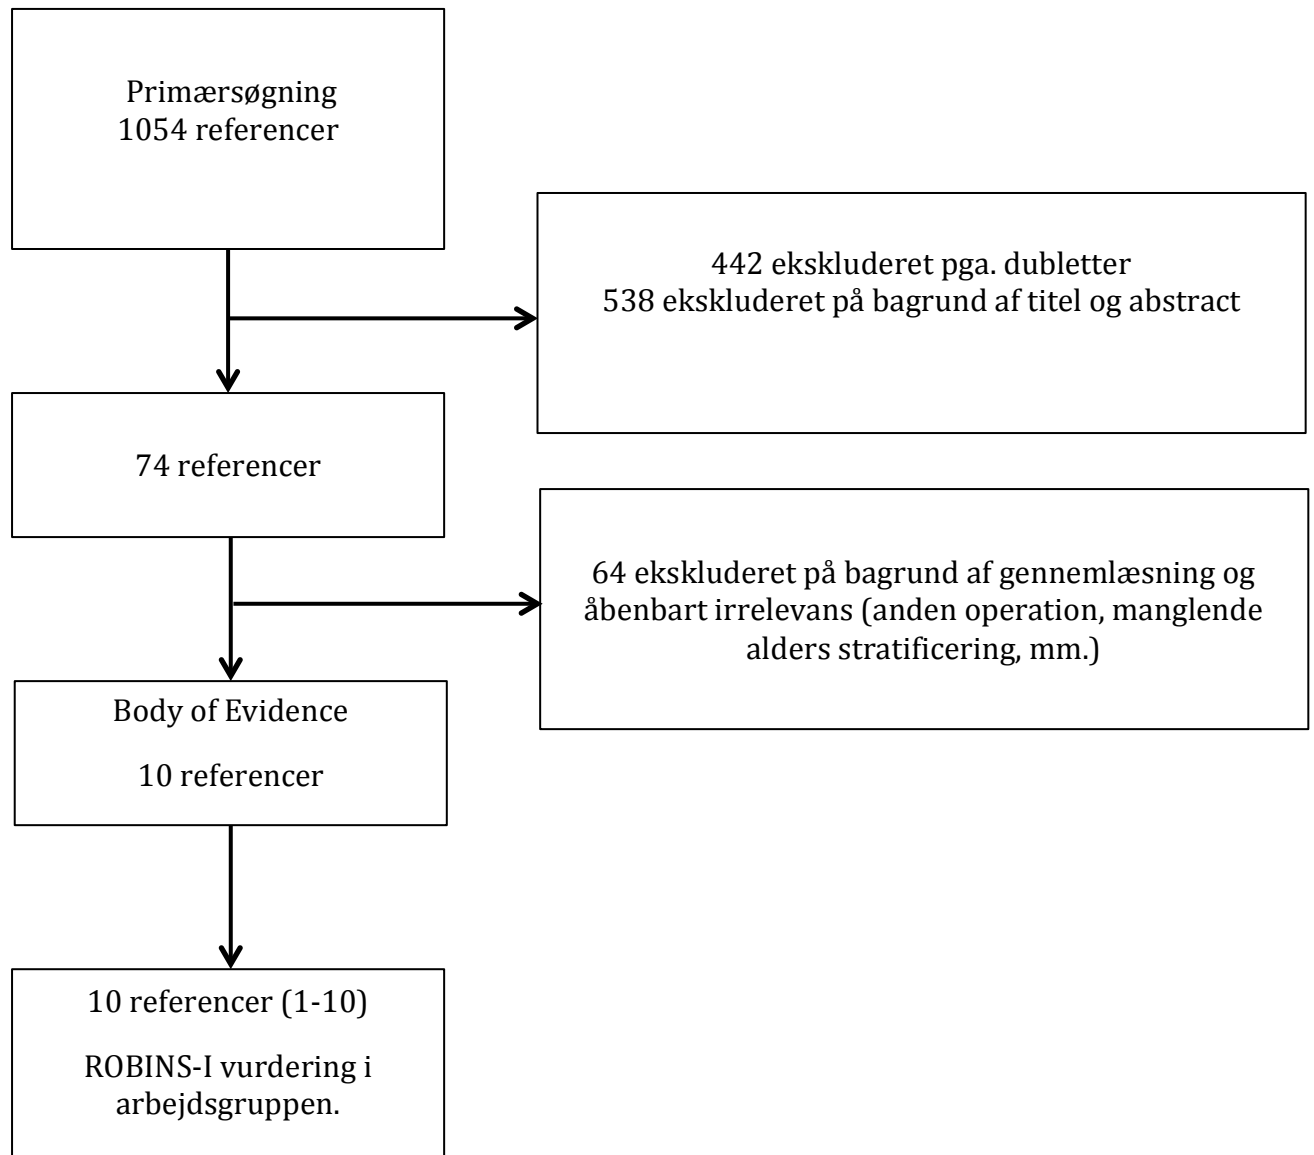 Primærsøgning
1054 referencer
442 ekskluderet pga. dubletter
538 ekskluderet på bagrund af titel og abstract
74 referencer
64 ekskluderet på bagrund af gennemlæsning og
åbenbart irrelevans (anden operation, manglende
alders stratificering, mm.)
Body of Evidence
10 referencer
10 referencer (1-10)
ROBINS-I vurdering i
arbejdsgruppen.